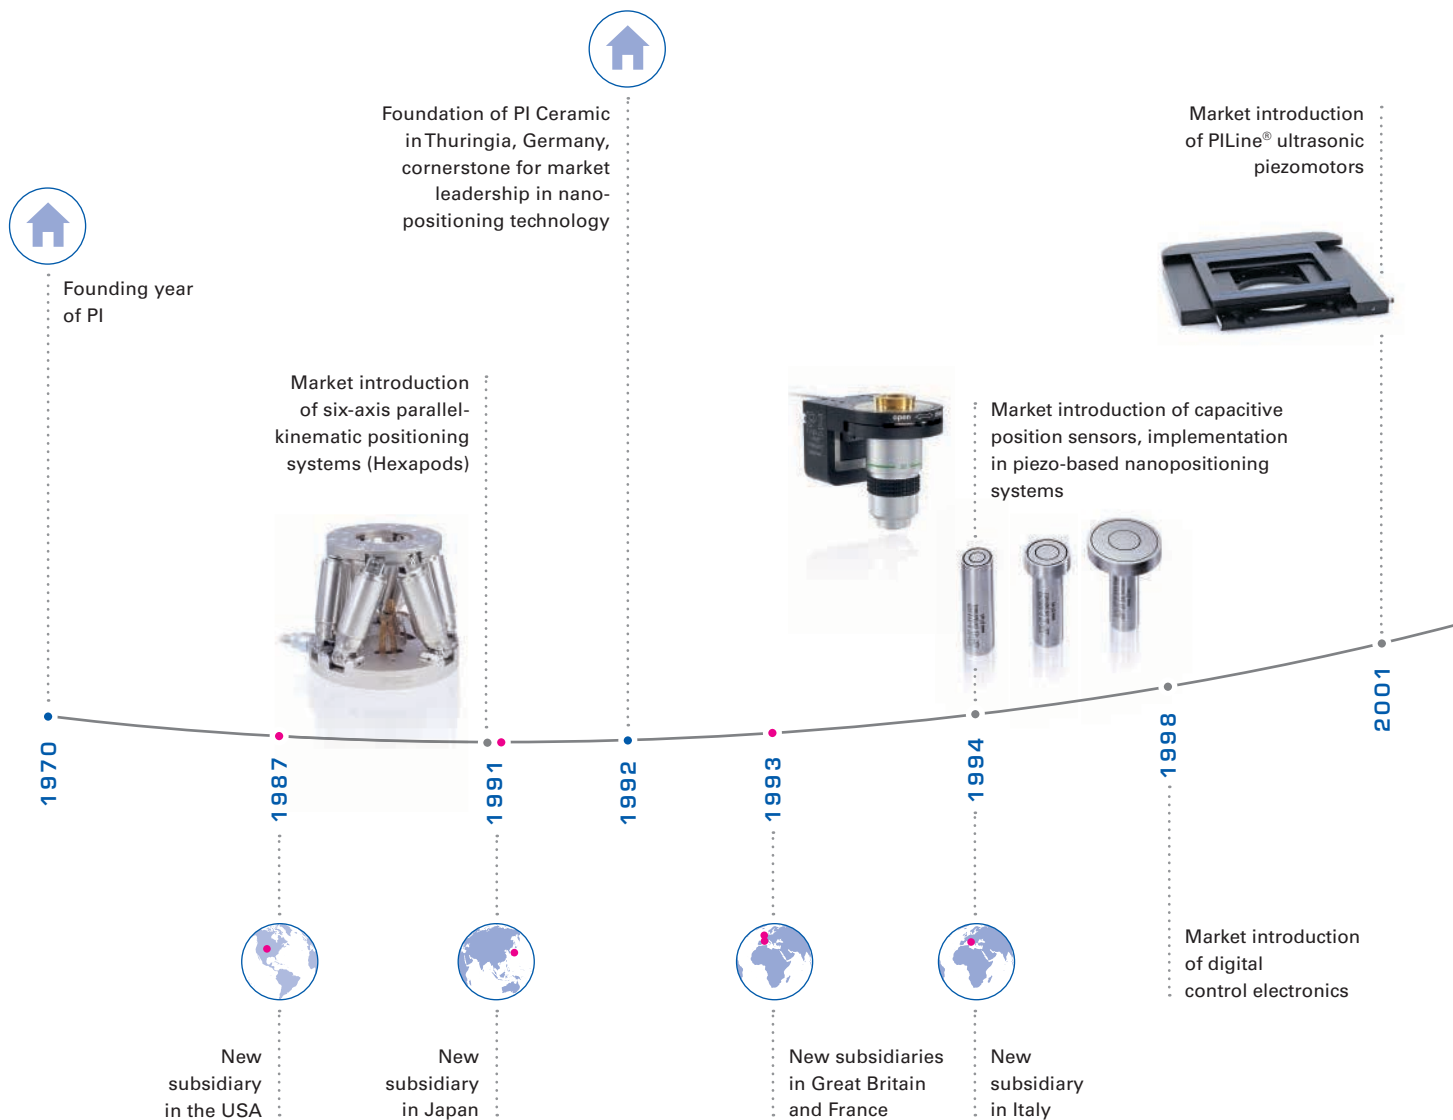 Foundation of PI Ceramic
in Thuringia, Germany,
cornerstone for market
leadership in nano-
positioning technology
Market introduction
of PILine® ultrasonic
piezomotors
Founding year
of PI
Market introduction
of six-axis parallel-
kinematic positioning
systems (Hexapods)
open
Market introduction of capacitive
position sensors, implementation
in piezo-based nanopositioning
systems
1970
1987
1991
1992
1993
1994
1998
2001
Market introduction
of digital
control electronics
New
subsidiary
in the USA
New
subsidiary
in Japan
New subsidiaries
in Great Britain
and France
New
subsidiary
in Italy